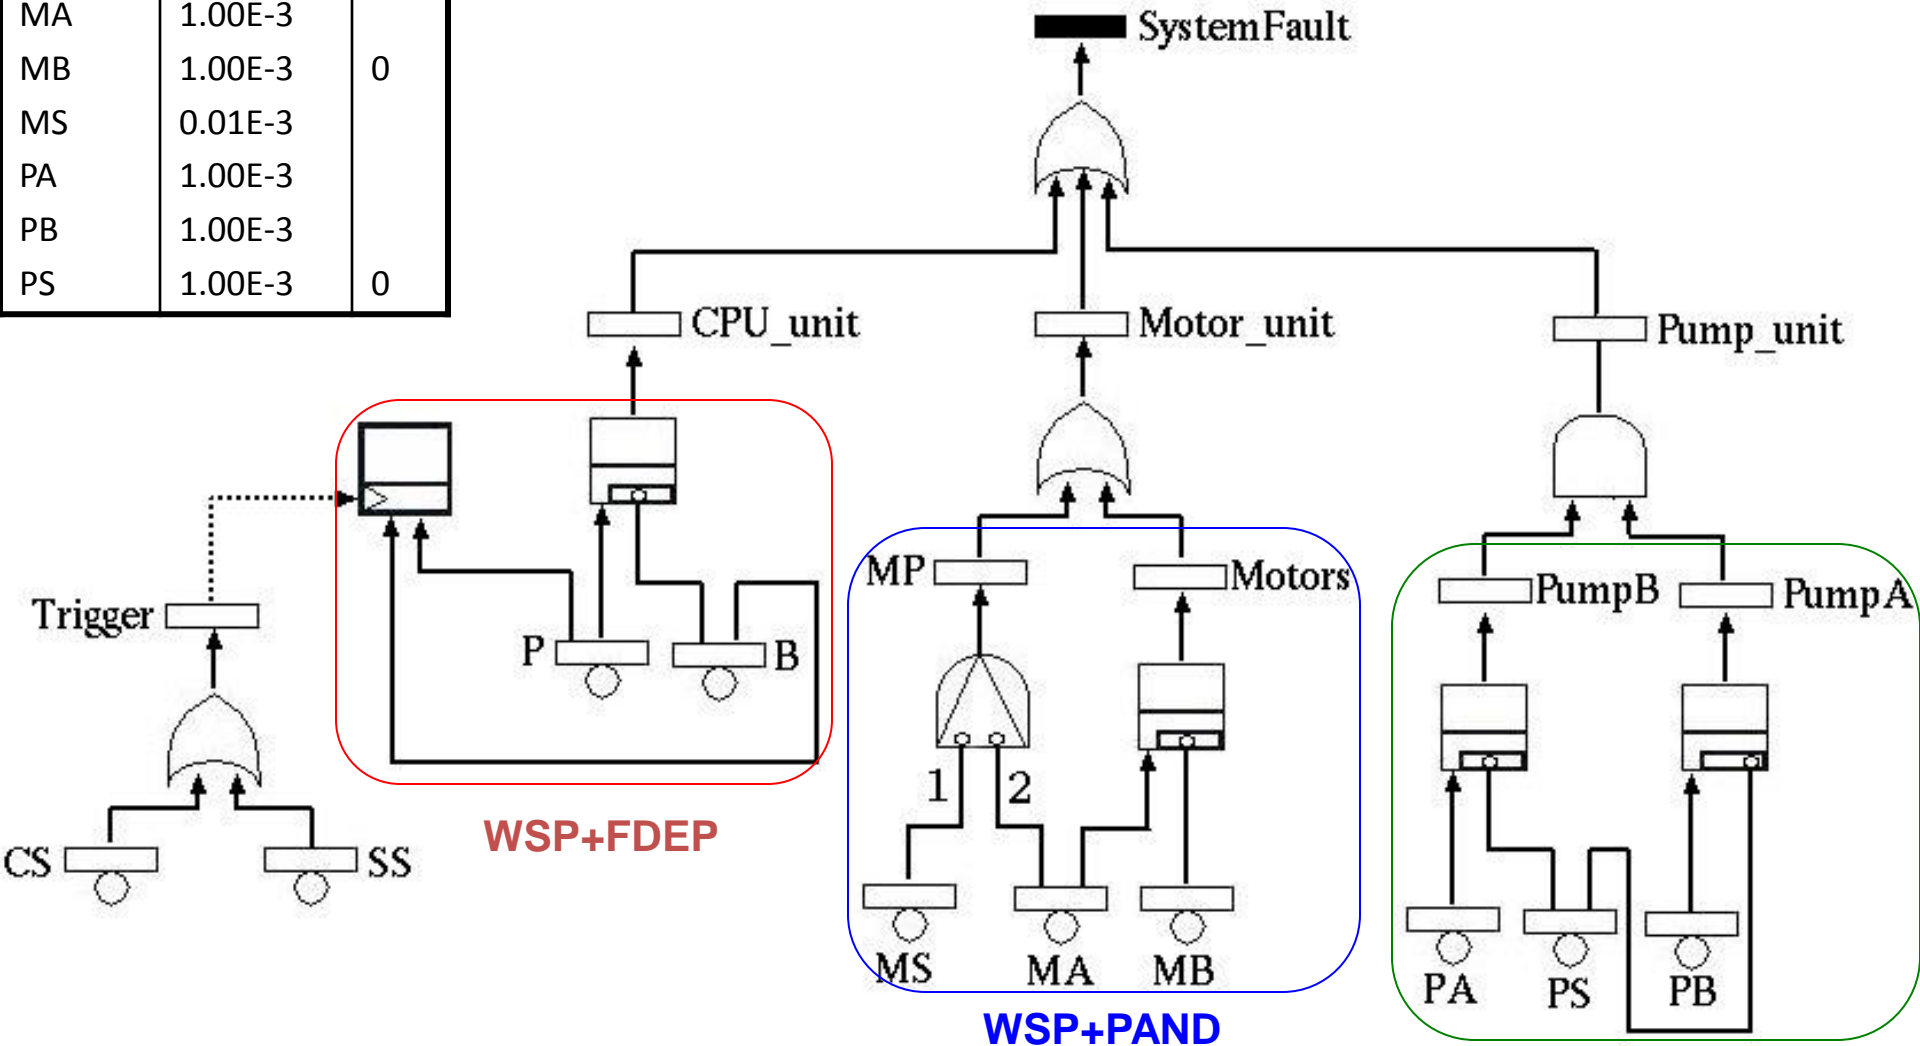 MA 1.00E-3
MB 1.00E-3 0
MS 0.01E-3
PA 1.00E-3
PB 1.00E-3
PS 1.00E-3 0
SystemFault
CPU_unit
Motor_unit
Pump_unit
Trigger
P
B
CS
SS
WSP+FDEP
MP
Motors
1
2
MS
MA
MB
WSP+PAND
PumpB
PumpA
PA
PS
PB